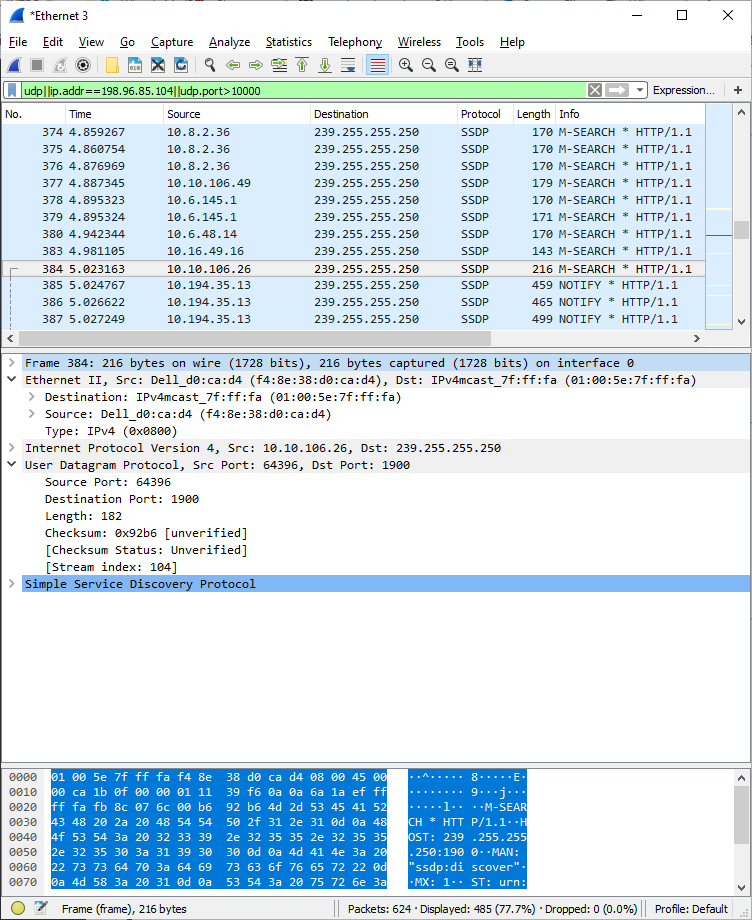 *Ethernet 3
File Edit View Go Capture Analyze Statistics Telephony Wireless Tools Help
udp||ip.addr==198.96.85.104||udp.port>10000 Expression… +
No. Time Source Destination Protocol Length Info
374 4.859267 10.8.2.36 239.255.255.250 SSDP 170 M-SEARCH * HTTP/1.1
375 4.860754 10.8.2.36 239.255.255.250 SSDP 170 M-SEARCH * HTTP/1.1
376 4.876969 10.8.2.36 239.255.255.250 SSDP 170 M-SEARCH * HTTP/1.1
377 4.887345 10.10.106.49 239.255.255.250 SSDP 179 M-SEARCH * HTTP/1.1
378 4.895323 10.6.145.1 239.255.255.250 SSDP 170 M-SEARCH * HTTP/1.1
379 4.895324 10.6.145.1 239.255.255.250 SSDP 171 M-SEARCH * HTTP/1.1
380 4.942344 10.6.48.14 239.255.255.250 SSDP 170 M-SEARCH * HTTP/1.1
383 4.981105 10.16.49.16 239.255.255.250 SSDP 143 M-SEARCH * HTTP/1.1
384 5.023163 10.10.106.26 239.255.255.250 SSDP 216 M-SEARCH * HTTP/1.1
385 5.024767 10.194.35.13 239.255.255.250 SSDP 459 NOTIFY * HTTP/1.1
386 5.026622 10.194.35.13 239.255.255.250 SSDP 465 NOTIFY * HTTP/1.1
387 5.027249 10.194.35.13 239.255.255.250 SSDP 499 NOTIFY * HTTP/1.1
Frame 384: 216 bytes on wire (1728 bits), 216 bytes captured (1728 bits) on interface 0
Ethernet II, Src: Dell_d0:ca:d4 (f4:8e:38:d0:ca:d4), Dst: IPv4mcast_7f:ff:fa (01:00:5e:7f:ff:fa)
Destination: IPv4mcast_7f:ff:fa (01:00:5e:7f:ff:fa)
Source: Dell_d0:ca:d4 (f4:8e:38:d0:ca:d4)
Type: IPv4 (0x0800)
Internet Protocol Version 4, Src: 10.10.106.26, Dst: 239.255.255.250
User Datagram Protocol, Src Port: 64396, Dst Port: 1900
Source Port: 64396
Destination Port: 1900
Length: 182
Checksum: 0x92b6 [unverified]
[Checksum Status: Unverified]
[Stream index: 104]
Simple Service Discovery Protocol
0000 01 00 5e 7f ff fa f4 8e 38 d0 ca d4 08 00 45 00 ··^····· 8·····E·
0010 00 ca 1b 0f 00 00 01 11 39 f6 0a 0a 6a 1a ef ff ········ 9···j···
0020 ff fa fb 8c 07 6c 00 b6 92 b6 4d 2d 53 45 41 52 ·····l·· ··M-SEAR
0030 43 48 20 2a 20 48 54 54 50 2f 31 2e 31 0d 0a 48 CH * HTT P/1.1··H
0040 4f 53 54 3a 20 32 33 39 2e 32 35 35 2e 32 35 35 OST: 239 .255.255
0050 2e 32 35 30 3a 31 39 30 30 0d 0a 4d 41 4e 3a 20 .250:190 0··MAN:
0060 22 73 73 64 70 3a 64 69 73 63 6f 76 65 72 22 0d "ssdp:di scover"·
0070 0a 4d 58 3a 20 31 0d 0a 53 54 3a 20 75 72 6e 3a ·MX: 1·· ST: urn:
Frame (frame), 216 bytes Packets: 624 · Displayed: 485 (77.7%) · Dropped: 0 (0.0%) Profile: Default